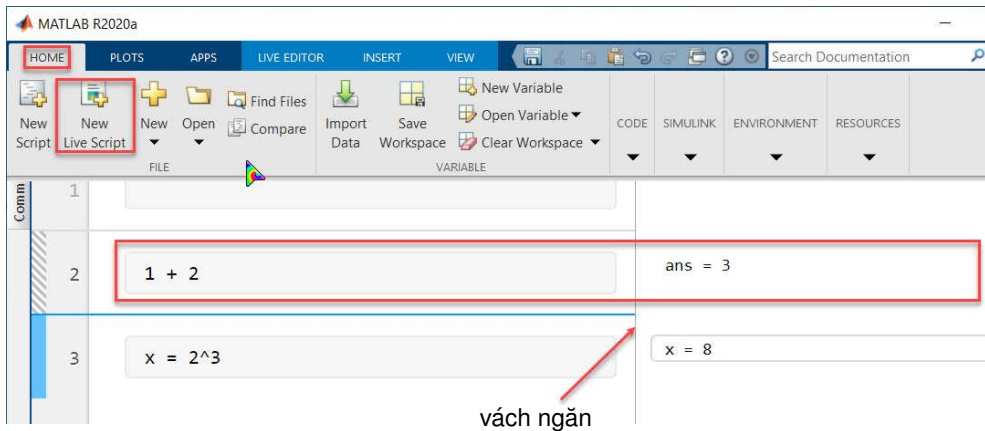 MATLAB R2020a
HOME PLOTS APPS LIVE EDITOR INSERT VIEW Search Documentation
New Script
New Live Script
New
Open
Find Files
Compare
Import Data
Save Workspace
New Variable
Open Variable
Clear Workspace
CODE SIMULINK ENVIRONMENT RESOURCES
FILE VARIABLE
Comm
1
2 1 + 2 ans = 3
3 x = 2^3 x = 8
vách ngăn